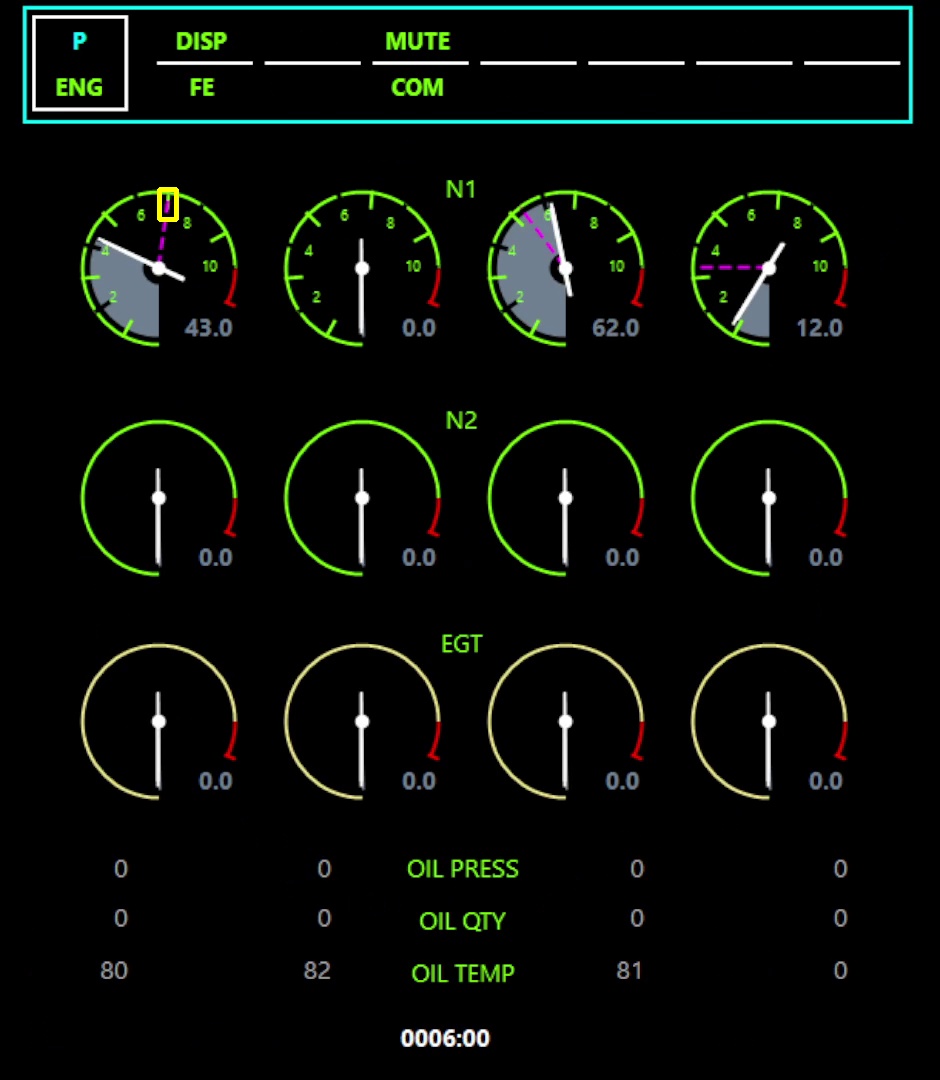 P DISP MUTE
ENG FE COM
N1
2 4 6 8 10 43.0
2 4 6 8 10 0.0
2 4 6 8 10 62.0
2 4 6 8 10 12.0
N2
0.0 0.0 0.0 0.0
EGT
0.0 0.0 0.0 0.0
0 0 OIL PRESS 0 0
0 0 OIL QTY 0 0
80 82 OIL TEMP 81 0
0006:00